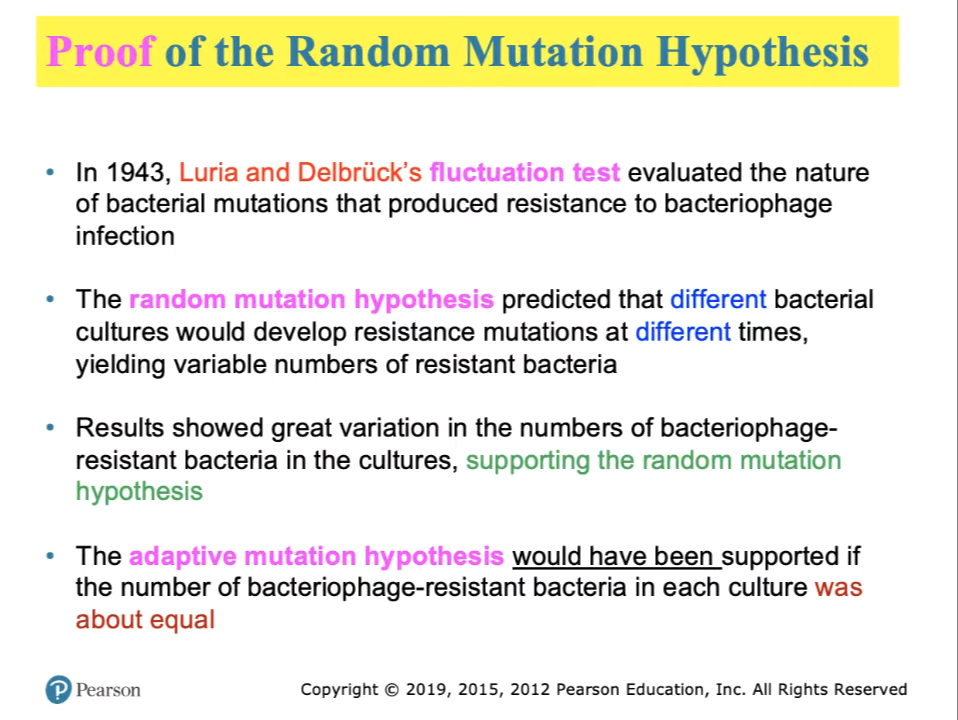 Proof of the Random Mutation Hypothesis
• In 1943, Luria and Delbrück's fluctuation test evaluated the nature
of bacterial mutations that produced resistance to bacteriophage
infection
• The random mutation hypothesis predicted that different bacterial
cultures would develop resistance mutations at different times,
yielding variable numbers of resistant bacteria
• Results showed great variation in the numbers of bacteriophage-
resistant bacteria in the cultures, supporting the random mutation
hypothesis
• The adaptive mutation hypothesis would have been supported if
the number of bacteriophage-resistant bacteria in each culture was
about equal
P Pearson
Copyright © 2019, 2015, 2012 Pearson Education, Inc. All Rights Reserved